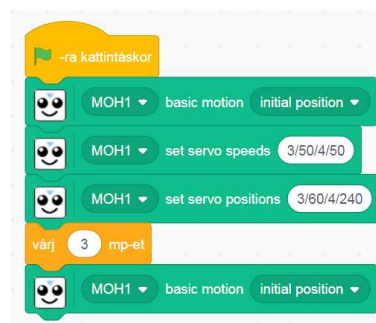 -ra kattintáskor
MOH1 basic motion initial position
MOH1 set servo speeds 3/50/4/50
MOH1 set servo positions 3/60/4/240
várj 3 mp-et
MOH1 basic motion initial position